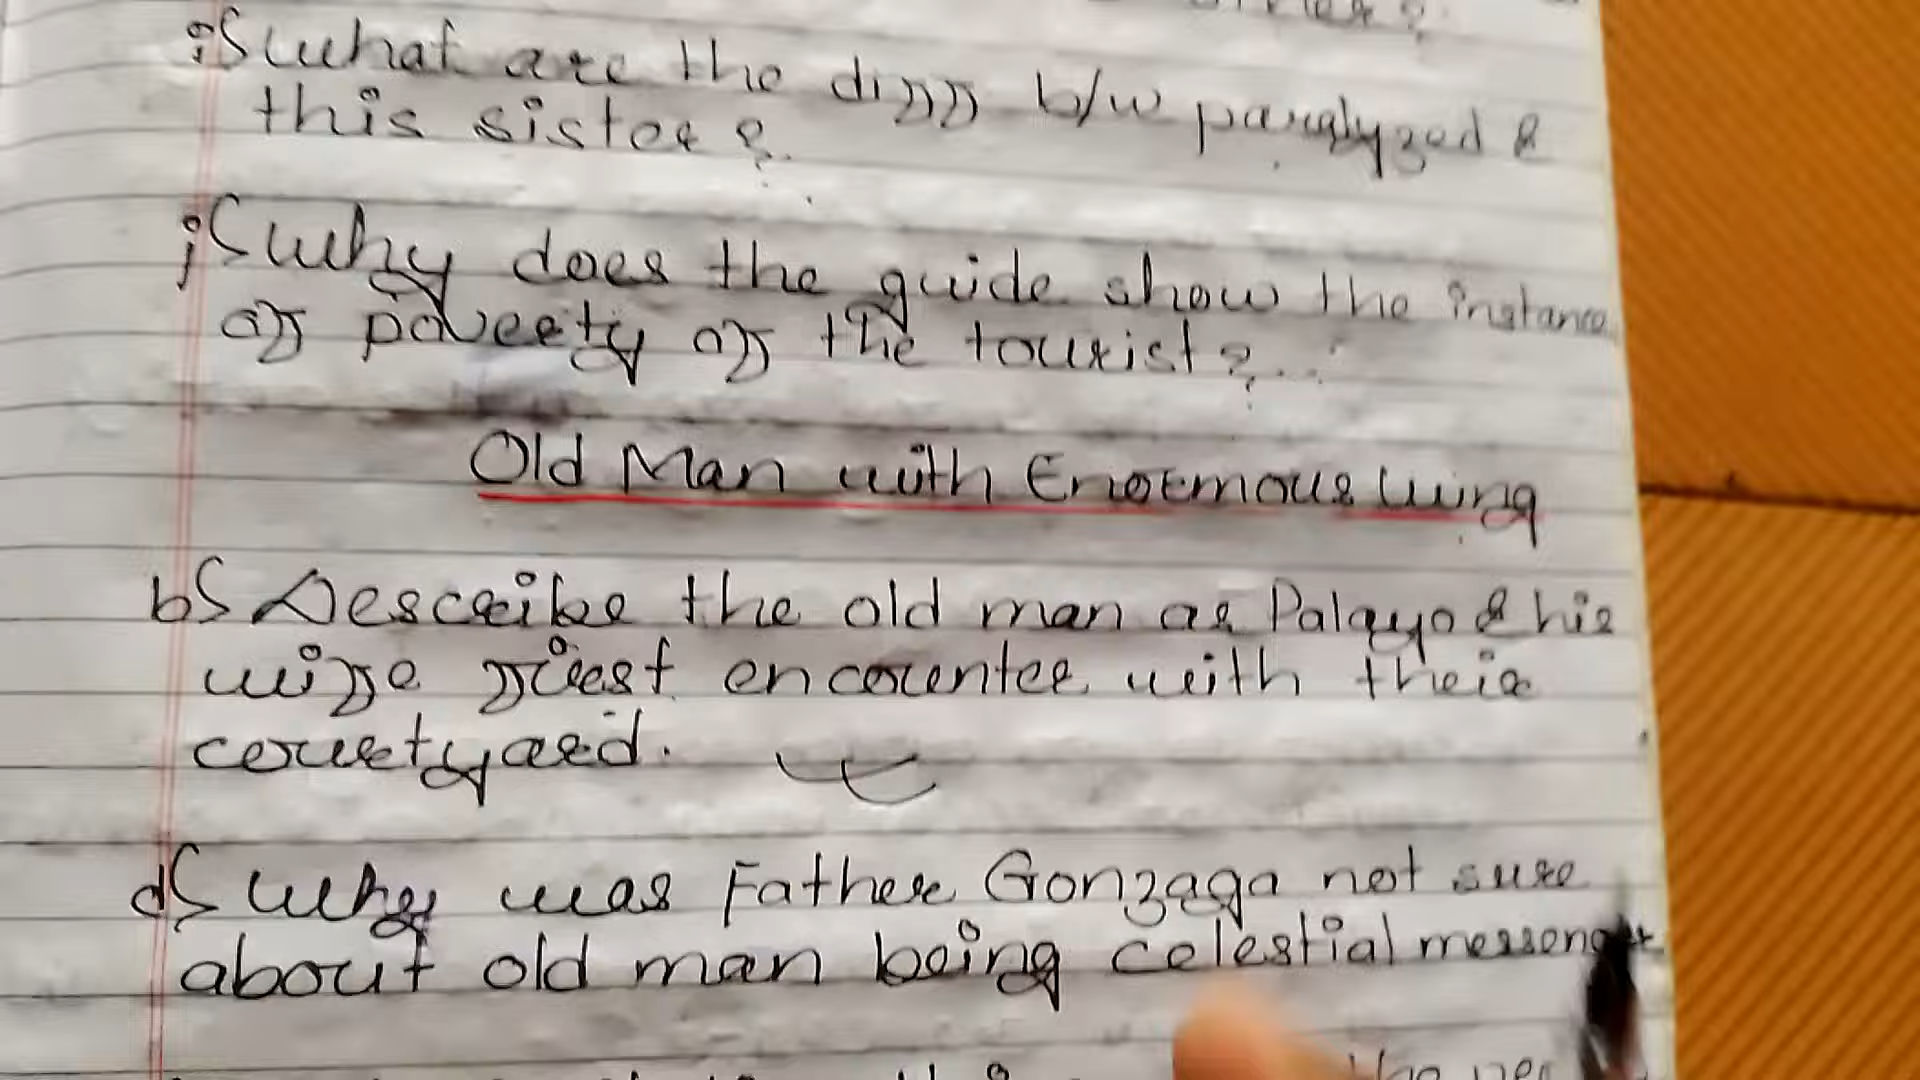 i) what are the diff b/w paralyzed &
this sister?
j) why does the guide show the instance
of poverty of the tourist?
Old Man with Enormous Wing
b) Describe the old man as Palayo & his
wife first encounter with their
courtyard.
d) Why was Father Gonzaga not sure
about old man being celestial messenger